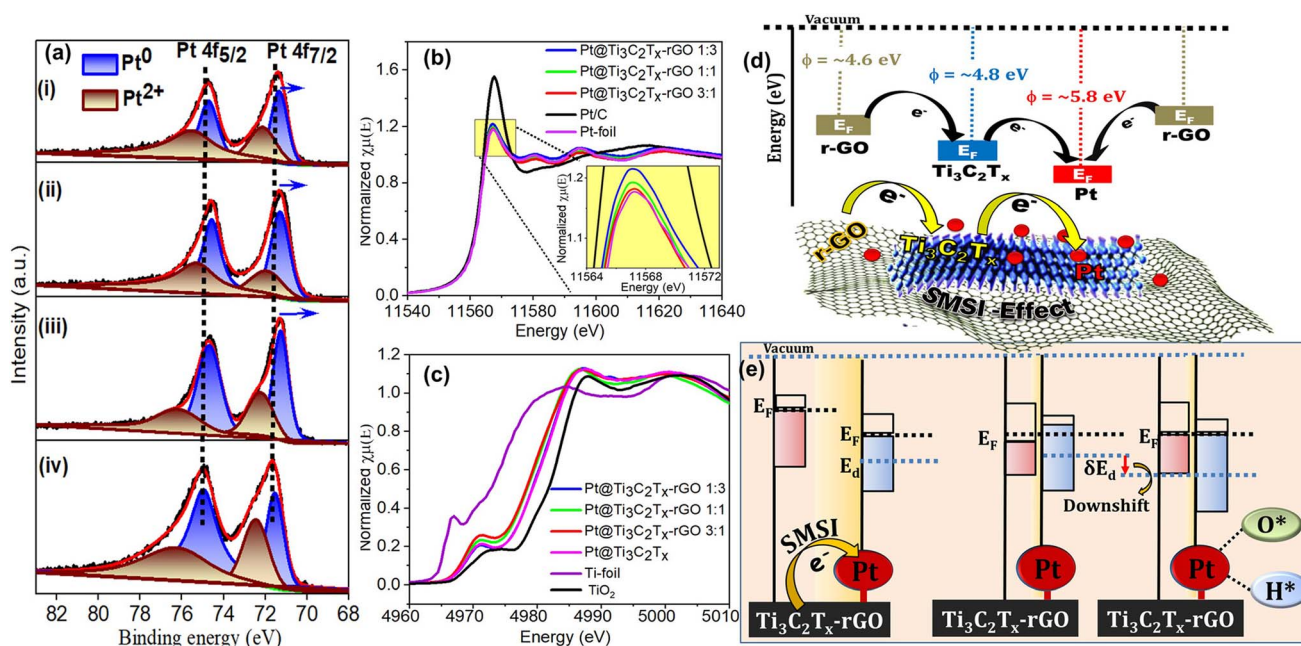 (a)
Pt 4f5/2
Pt 4f7/2
Pt0
Pt2+
(i)
(ii)
(iii)
(iv)
Intensity (a.u.)
82 80 78 76 74 72 70 68
Binding energy (eV)
(b)
Pt@Ti3C2Tx-rGO 1:3
Pt@Ti3C2Tx-rGO 1:1
Pt@Ti3C2Tx-rGO 3:1
Pt/C
Pt-foil
Normalized χμ(E)
1.6
1.2
0.8
0.4
0.0
11540 11560 11580 11600 11620 11640
Energy (eV)
Normalized χμ(E)
1.2
1.1
11564 11568 11572
Energy (eV)
(c)
Pt@Ti3C2Tx-rGO 1:3
Pt@Ti3C2Tx-rGO 1:1
Pt@Ti3C2Tx-rGO 3:1
Pt@Ti3C2Tx
Ti-foil
TiO2
Normalized χμ(E)
1.2
1.0
0.8
0.6
0.4
0.2
0.0
4960 4970 4980 4990 5000 5010
Energy (eV)
Vacuum
(d)
Energy (eV)
ϕ = ~4.6 eV
ϕ = ~4.8 eV
ϕ = ~5.8 eV
EF
r-GO
e-
EF
Ti3C2Tx
e-
EF
Pt
e-
EF
r-GO
e-
e-
r-GO
Ti3C2Tx
Pt
SMSI -Effect
Vacuum
(e)
EF
EF
Ed
SMSI
e-
Pt
Ti3C2Tx-rGO
EF
δEd
Downshift
Pt
Ti3C2Tx-rGO
EF
O*
Pt
H*
Ti3C2Tx-rGO